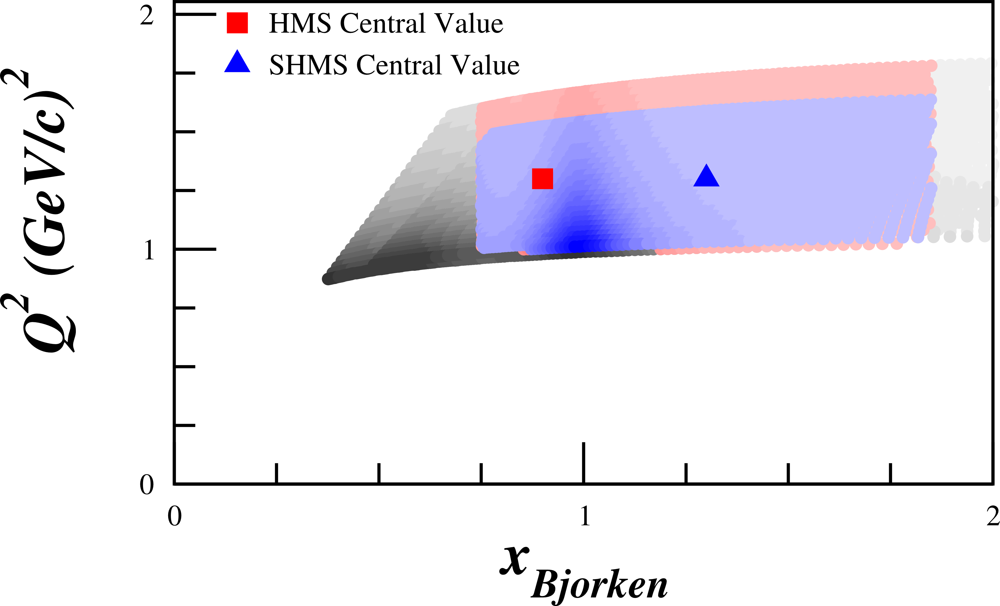 2
HMS Central Value
SHMS Central Value
Q² ((GeV/c)²
1
0
0 1 2
x Bjorken